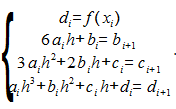 dᵢ=f(xᵢ)
6aᵢh+bᵢ=bᵢ₊₁
3aᵢh²+2bᵢh+cᵢ=cᵢ₊₁
aᵢh³+bᵢh²+cᵢh+dᵢ=dᵢ₊₁
.